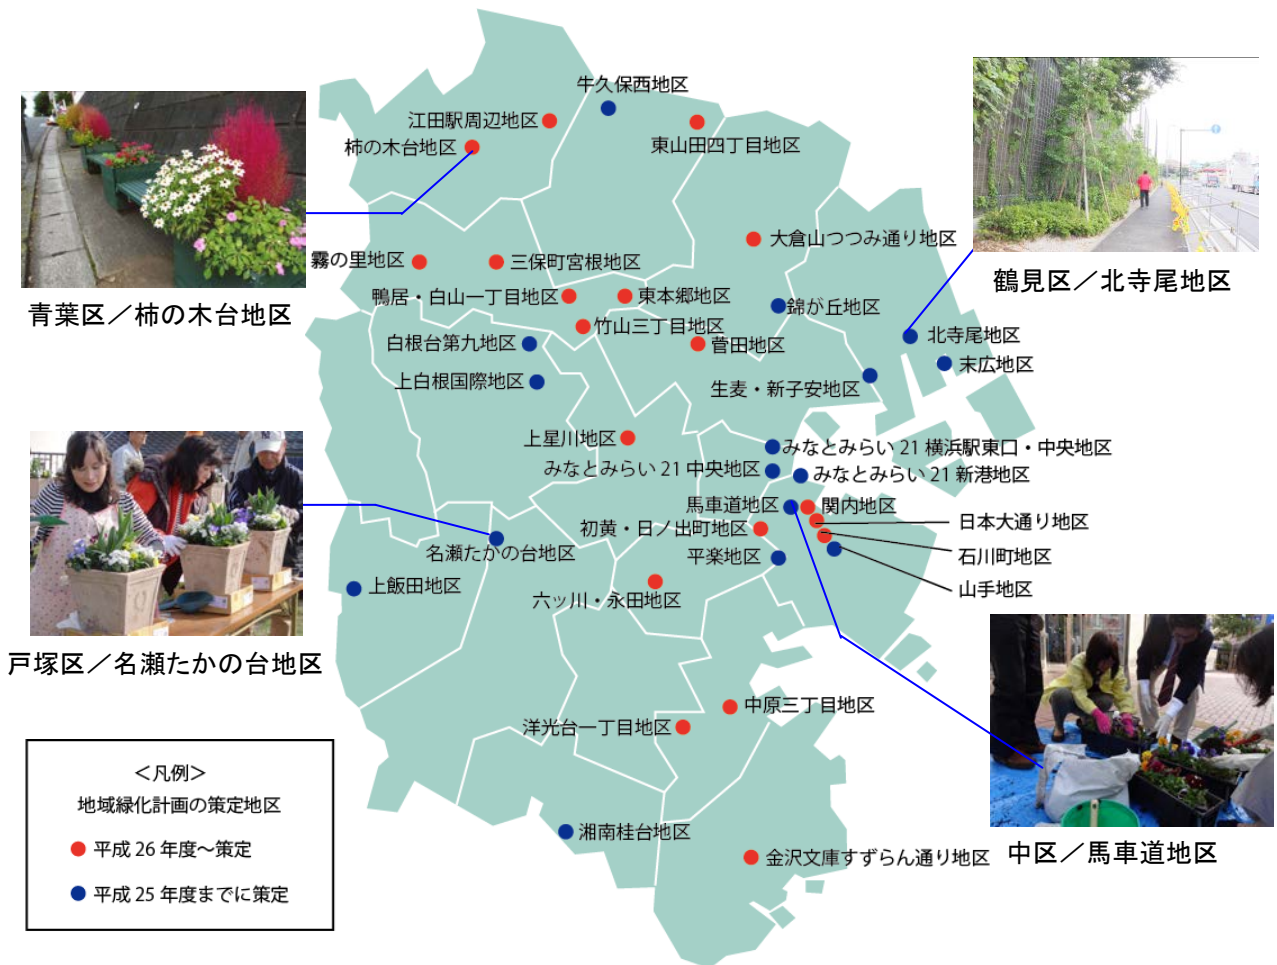 牛久保西地区
江田駅周辺地区
東山田四丁目地区
柿の木台地区
大倉山つつみ通り地区
霧の里地区
三保町宮根地区
鶴見区／北寺尾地区
青葉区／柿の木台地区
鴨居・白山一丁目地区
東本郷地区
錦が丘地区
竹山三丁目地区
北寺尾地区
白根台第九地区
菅田地区
末広地区
上白根国際地区
生麦・新子安地区
上星川地区
みなとみらい 21 横浜駅東口・中央地区
みなとみらい 21 中央地区
みなとみらい 21 新港地区
馬車道地区
関内地区
日本大通り地区
初黄・日ノ出町地区
名瀬たかの台地区
平楽地区
石川町地区
上飯田地区
山手地区
六ッ川・永田地区
戸塚区／名瀬たかの台地区
中原三丁目地区
洋光台一丁目地区
＜凡例＞
地域緑化計画の策定地区
平成 26 年度～策定
平成 25 年度までに策定
湘南桂台地区
金沢文庫すずらん通り地区
中区／馬車道地区